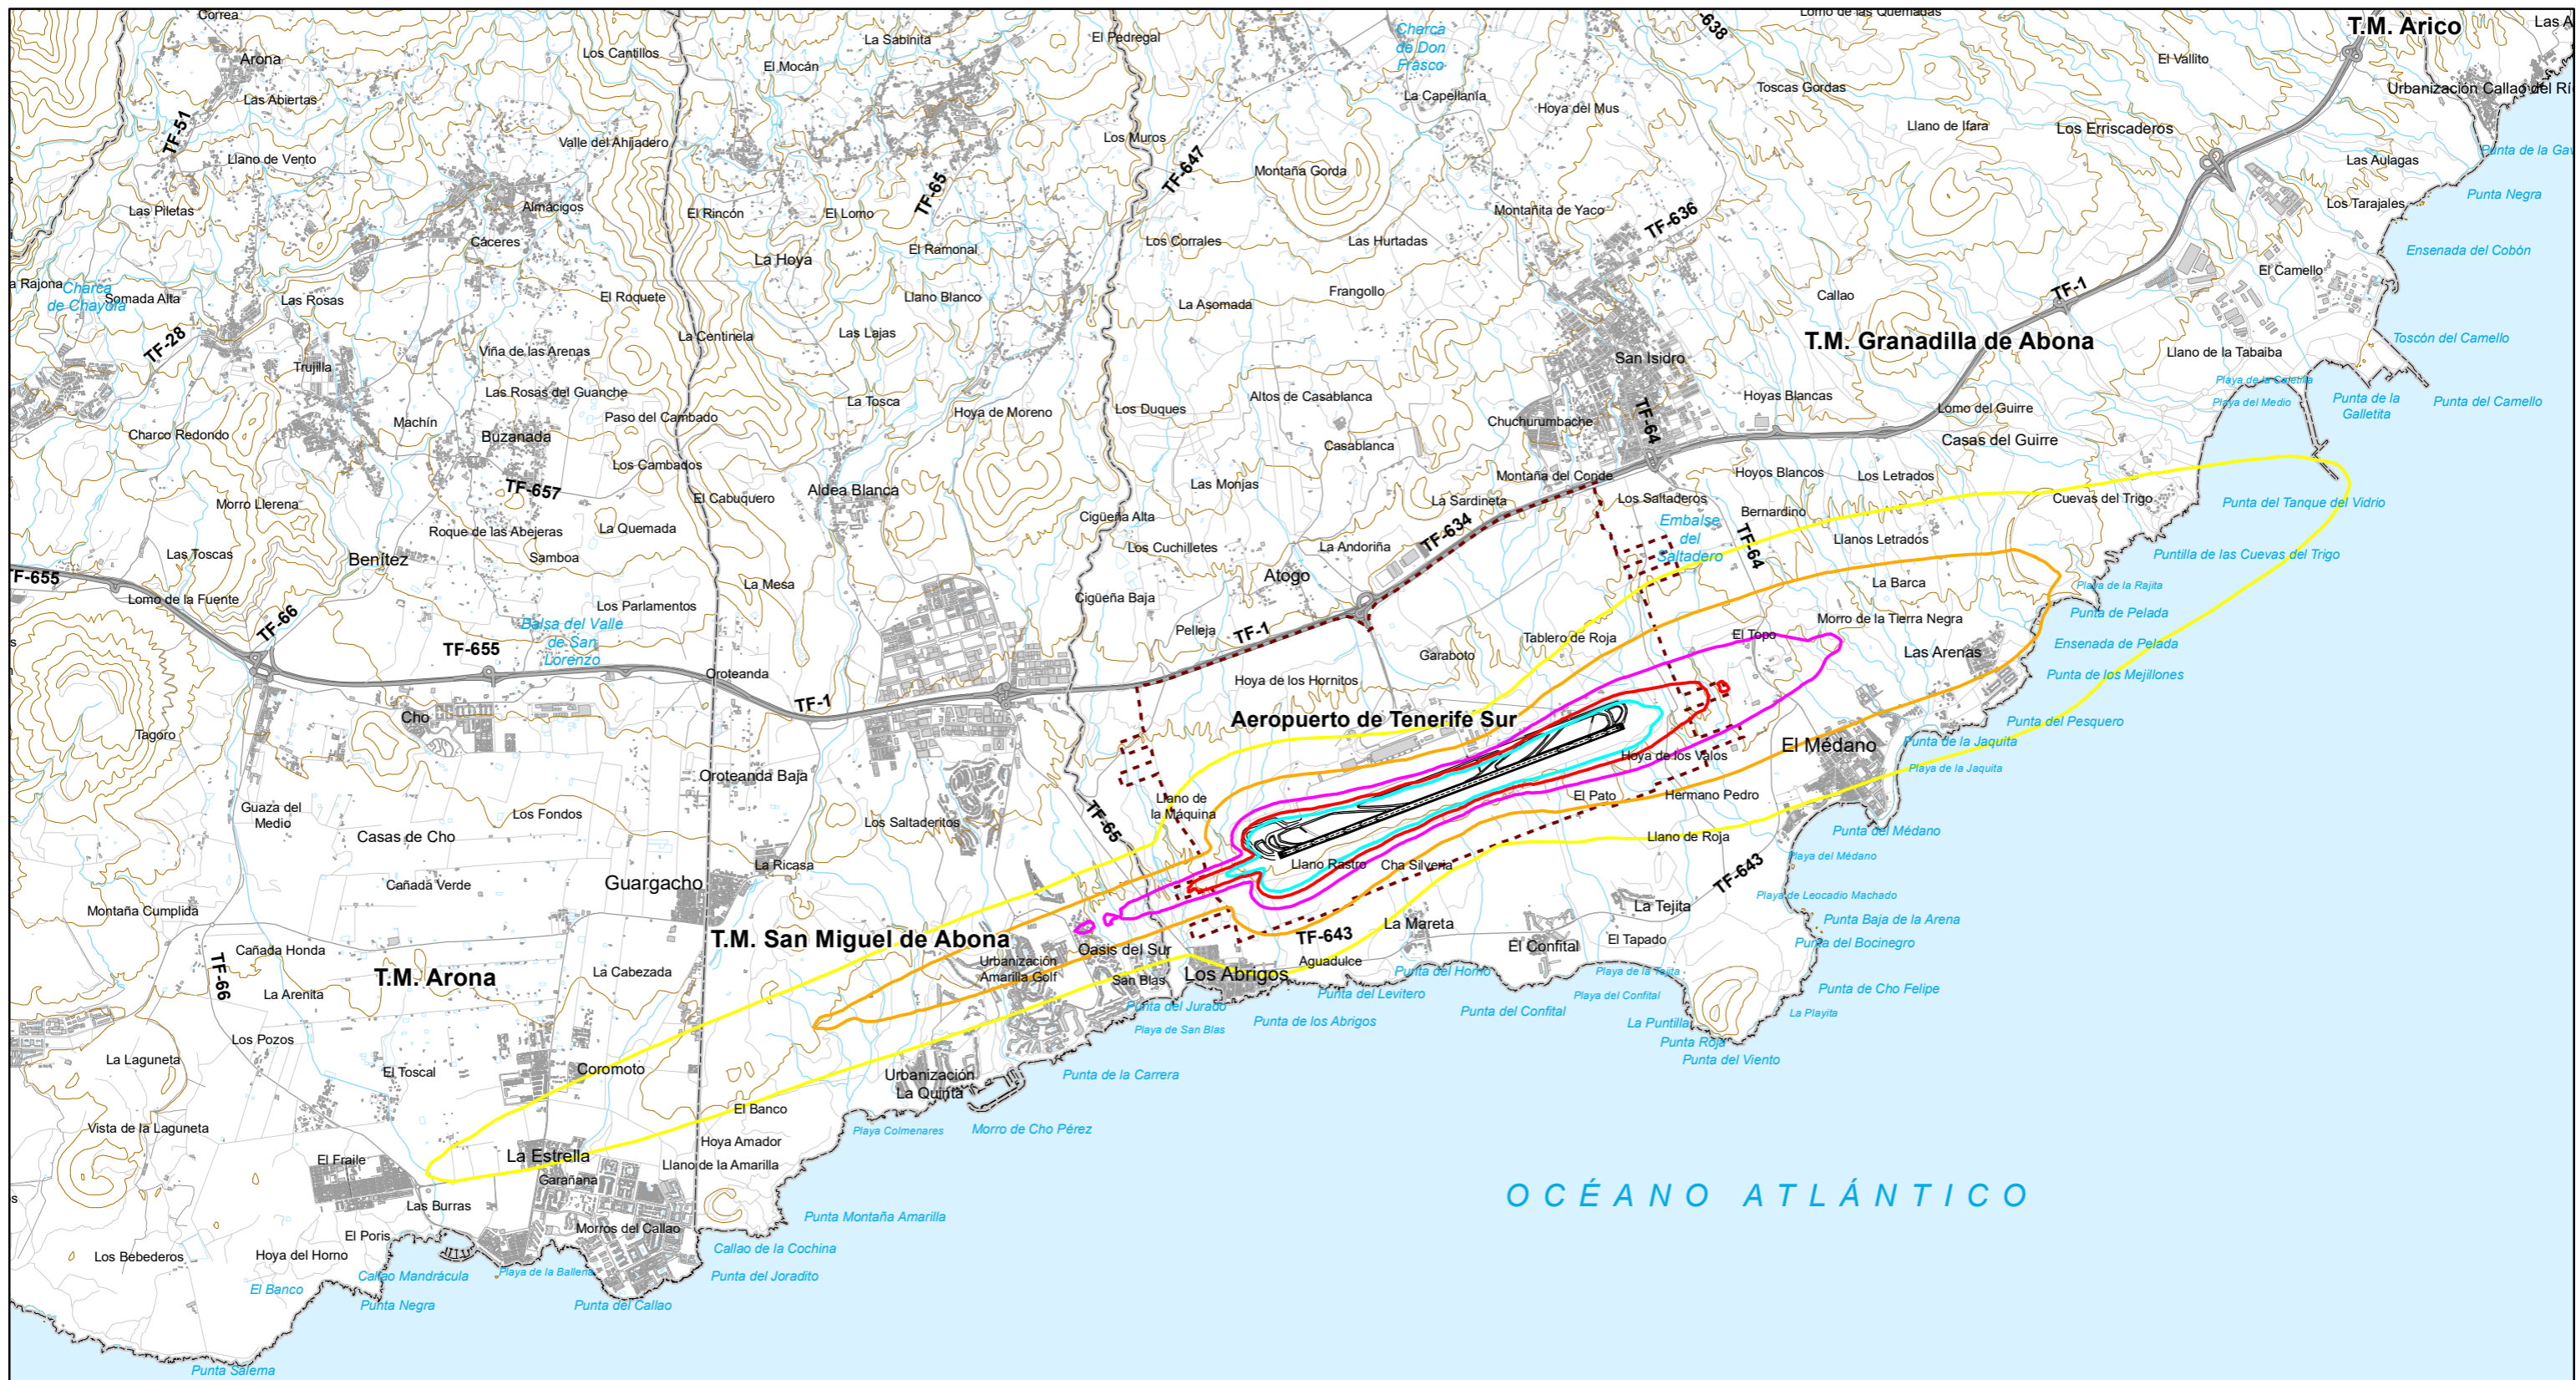 Correa
La Sabinita
El Pedregal
Charca
de Don
Frasco
TF-638
Lomo de las Quemadas
T.M. Arico
Las A
Arona
Los Cantillos
El Mocán
El Vallito
Las Abiertas
La Capellanía
Hoya del Mus
Toscas Gordas
Urbanización Callao del Rí
TF-51
Valle del Ahijadero
Los Muros
Llano de Ifara
Los Erriscaderos
Punta de la Gav
Llano de Vento
TF-65
TF-647
Montaña Gorda
Las Aulagas
Las Piletas
Almácigos
El Rincón
El Lomo
Montañita de Yaco
TF-636
Los Tarajales
Punta Negra
Cáceres
El Ramonal
Los Corrales
Las Hurtadas
Ensenada del Cobón
La Hoya
a Rajona
Charca
de Chayofa
Somada Alta
Las Rosas
El Roquete
Llano Blanco
La Asomada
Frangollo
Callao
TF-1
El Camello
TF-28
La Centinela
Las Lajas
T.M. Granadilla de Abona
Toscón del Camello
Trujilla
Viña de las Arenas
San Isidro
Llano de la Tabaiba
Las Rosas del Guanche
Playa de la Caletilla
Playa del Medio
Punta de la
Galletita
Punta del Camello
Machín
Paso del Cambado
La Tosca
Hoya de Moreno
Los Duques
Altos de Casablanca
Hoyas Blancas
Lomo del Guirre
Charco Redondo
Buzanada
Chuchurumbache
TF-64
Casas del Guirre
Casablanca
Los Cambados
TF-657
El Cabuquero
Aldea Blanca
Las Monjas
Montaña del Conde
Hoyos Blancos
Los Letrados
Morro Llerena
La Sardineta
Los Saltaderos
Cuevas del Trigo
Punta del Tanque del Vidrio
Roque de las Abejeras
La Quemada
Cigüeña Alta
TF-634
Embalse
del
Saltadero
Bernardino
TF-64
Llanos Letrados
Las Toscas
Benítez
Samboa
Los Cuchilletes
La Andoriña
Puntilla de las Cuevas del Trigo
TF-655
Lomo de la Fuente
La Mesa
Atogo
La Barca
Playa de la Rajita
TF-66
Los Parlamentos
Cigüeña Baja
Punta de Pelada
Balsa del Valle
de San
Lorenzo
TF-655
Pelleja
TF-1
Tablero de Roja
El Topo
Morro de la Tierra Negra
Ensenada de Pelada
Oroteanda
Hoya de los Hornitos
Garaboto
Las Arenas
Punta de los Mejillones
TF-1
Cho
Aeropuerto de Tenerife Sur
Punta del Pesquero
Tagoro
Oroteanda Baja
Hoya de los Valos
El Médano
Punta de la Jaquita
Playa de la Jaquita
Guaza del
Medio
Los Fondos
Llano de
la Máquina
El Pato
Hermano Pedro
Casas de Cho
Los Saltaderitos
TF-65
Llano de Roja
Punta del Médano
La Ricasa
Llano Rastro
Cha Silveria
Playa del Médano
Cañada Verde
Guargacho
TF-643
Playa de Leocadio Machado
Montaña Cumplida
La Tejita
Punta Baja de la Arena
La Mareta
T.M. San Miguel de Abona
TF-643
El Confital
El Tapado
Punta del Bocinegro
Cañada Honda
Oasis del Sur
Urbanización
Amarilla Golf
TF-66
T.M. Arona
La Cabezada
San Blas
Los Abrigos
Aguadulce
Punta del Horno
Playa de la Tejita
Punta de Cho Felipe
La Arenita
Punta del Jurado
Punta del Levitero
Playa del Confital
La Playita
Playa de San Blas
Punta de los Abrigos
Punta del Confital
La Puntilla
Los Pozos
Punta Roja
La Laguneta
El Toscal
Coromoto
Urbanización
La Quinta
Punta de la Carrera
Punta del Viento
El Banco
Vista de la Laguneta
Playa Colmenares
Morro de Cho Pérez
Hoya Amador
El Fraile
La Estrella
Llano de la Amarilla
Garañana
OCÉANO ATLÁNTICO
Las Burras
Punta Montaña Amarilla
El Poris
Morros del Callao
Los Bebederos
Hoya del Horno
Callao de la Cochina
Callao Mandrácula
Playa de la Ballena
Punta del Joradito
El Banco
Punta Negra
Punta del Callao
Punta Salema